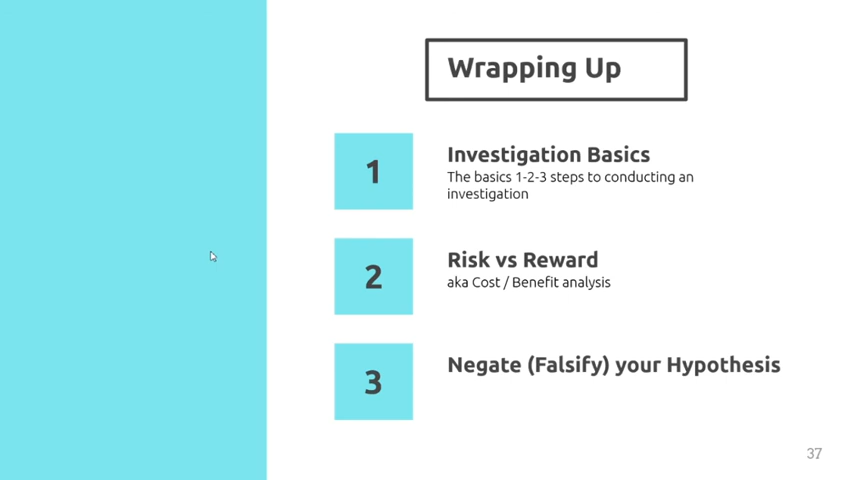 Wrapping Up
1
Investigation Basics
The basics 1-2-3 steps to conducting an
investigation
2
Risk vs Reward
aka Cost / Benefit analysis
3
Negate (Falsify) your Hypothesis
37